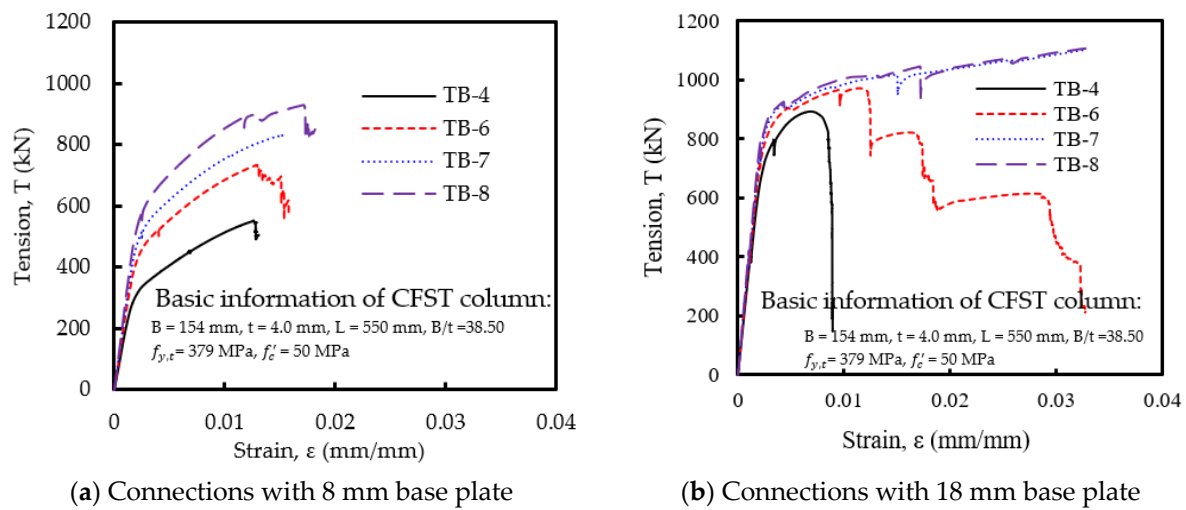 1200
1000
800
600
400
200
0
Tension, T (kN)
TB-4
TB-6
TB-7
TB-8
Basic information of CFST column:
B = 154 mm, t = 4.0 mm, L = 550 mm, B/t =38.50
f_{y,t}= 379 MPa, f_c′ = 50 MPa
0 0.01 0.02 0.03 0.04
Strain, ε (mm/mm)
(a) Connections with 8 mm base plate
1200
1000
800
600
400
200
0
Tension, T (kN)
TB-4
TB-6
TB-7
TB-8
Basic information of CFST column:
B = 154 mm, t = 4.0 mm, L = 550 mm, B/t =38.50
f_{y,t}= 379 MPa, f_c′ = 50 MPa
0 0.01 0.02 0.03 0.04
Strain, ε (mm/mm)
(b) Connections with 18 mm base plate